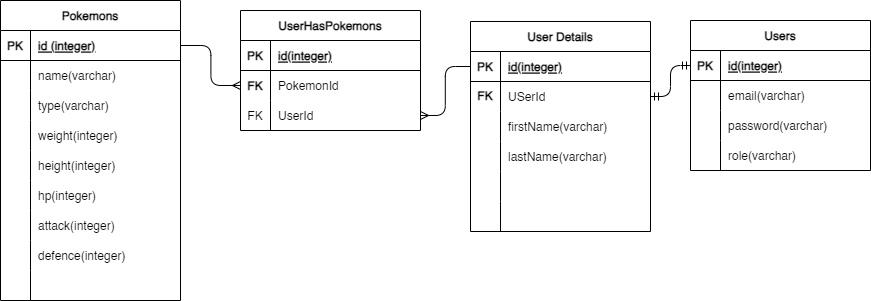 Pokemons
PK id (integer)
name(varchar)
type(varchar)
weight(integer)
height(integer)
hp(integer)
attack(integer)
defence(integer)
UserHasPokemons
PK id(integer)
FK PokemonId
FK UserId
User Details
PK id(integer)
FK USerId
firstName(varchar)
lastName(varchar)
Users
PK id(integer)
email(varchar)
password(varchar)
role(varchar)